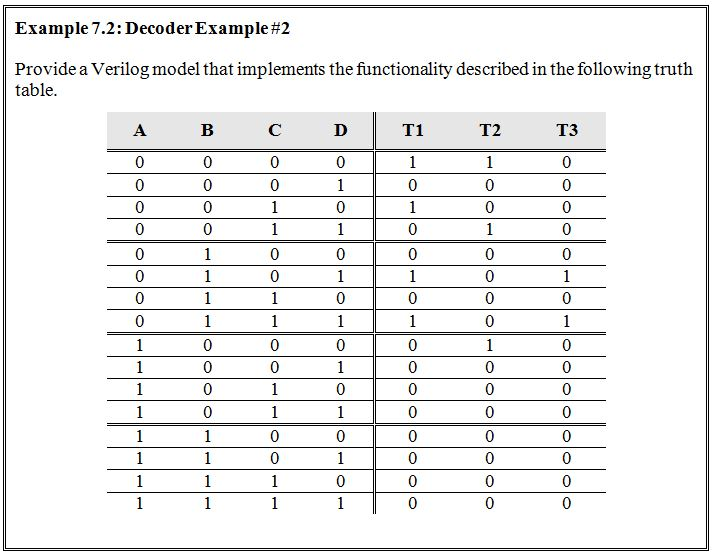 Example 7.2: Decoder Example #2
Provide a Verilog model that implements the functionality described in the following truth
table.
A B C D T1 T2 T3
0 0 0 0 1 1 0
0 0 0 1 0 0 0
0 0 1 0 1 0 0
0 0 1 1 0 1 0
0 1 0 0 0 0 0
0 1 0 1 1 0 1
0 1 1 0 0 0 0
0 1 1 1 1 0 1
1 0 0 0 0 1 0
1 0 0 1 0 0 0
1 0 1 0 0 0 0
1 0 1 1 0 0 0
1 1 0 0 0 0 0
1 1 0 1 0 0 0
1 1 1 0 0 0 0
1 1 1 1 0 0 0